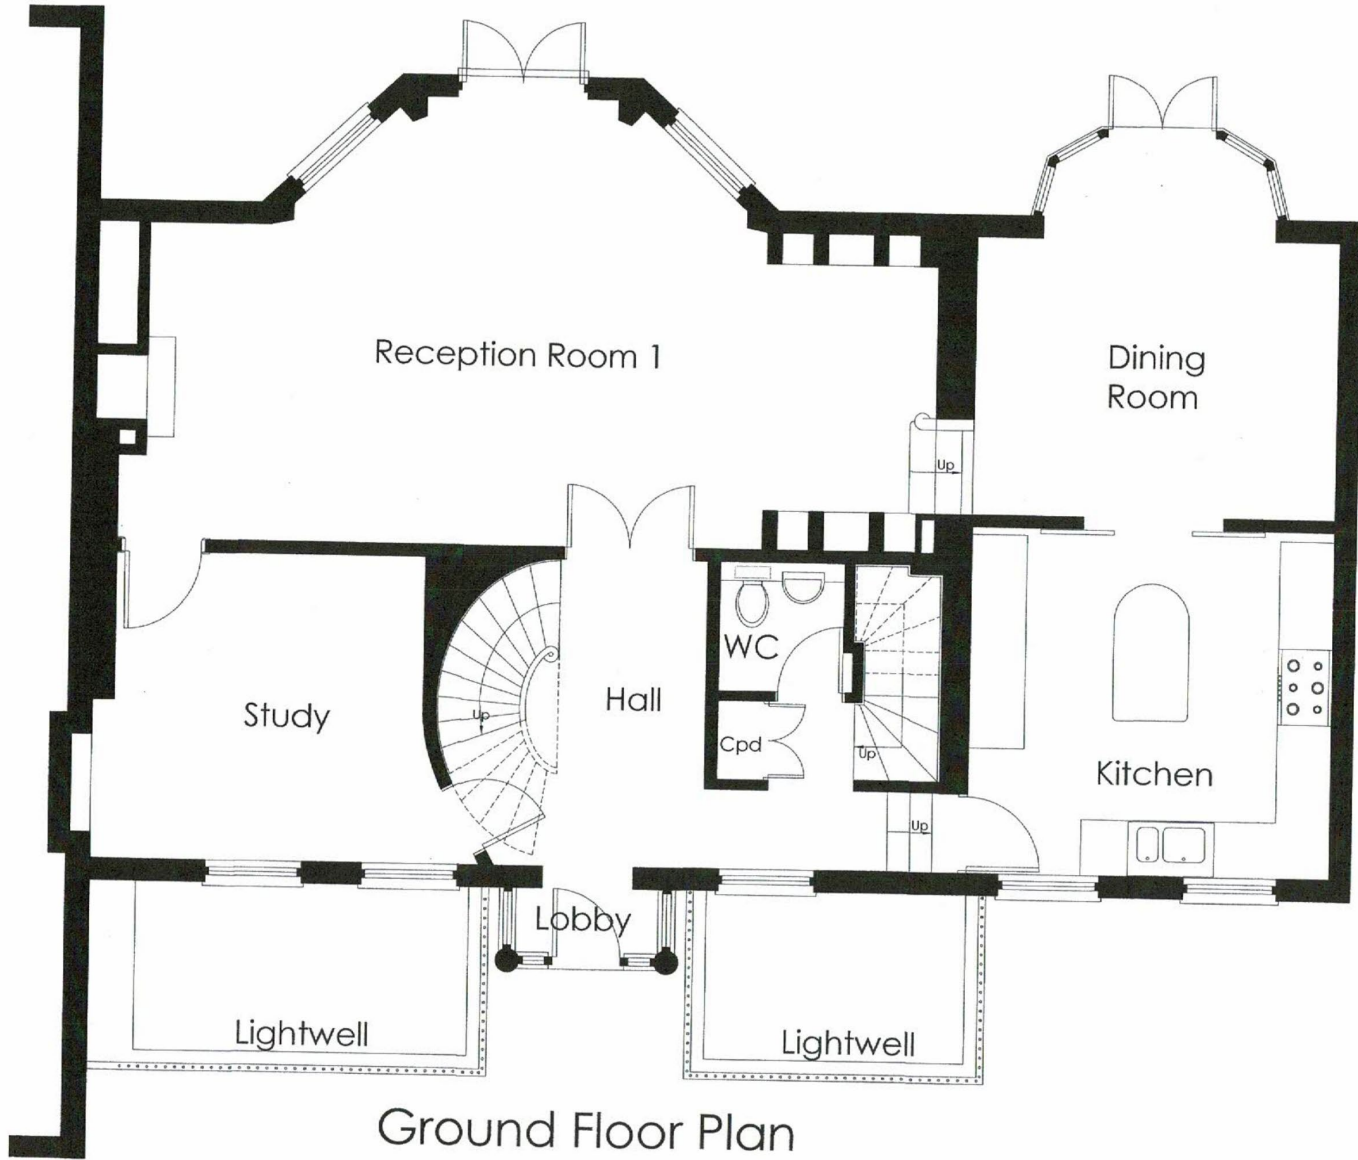 Reception Room 1
Dining
Room
Up
WC
Hall
Study
Up
Cpd
Up
Kitchen
Up
Lobby
Lightwell
Lightwell
Ground Floor Plan